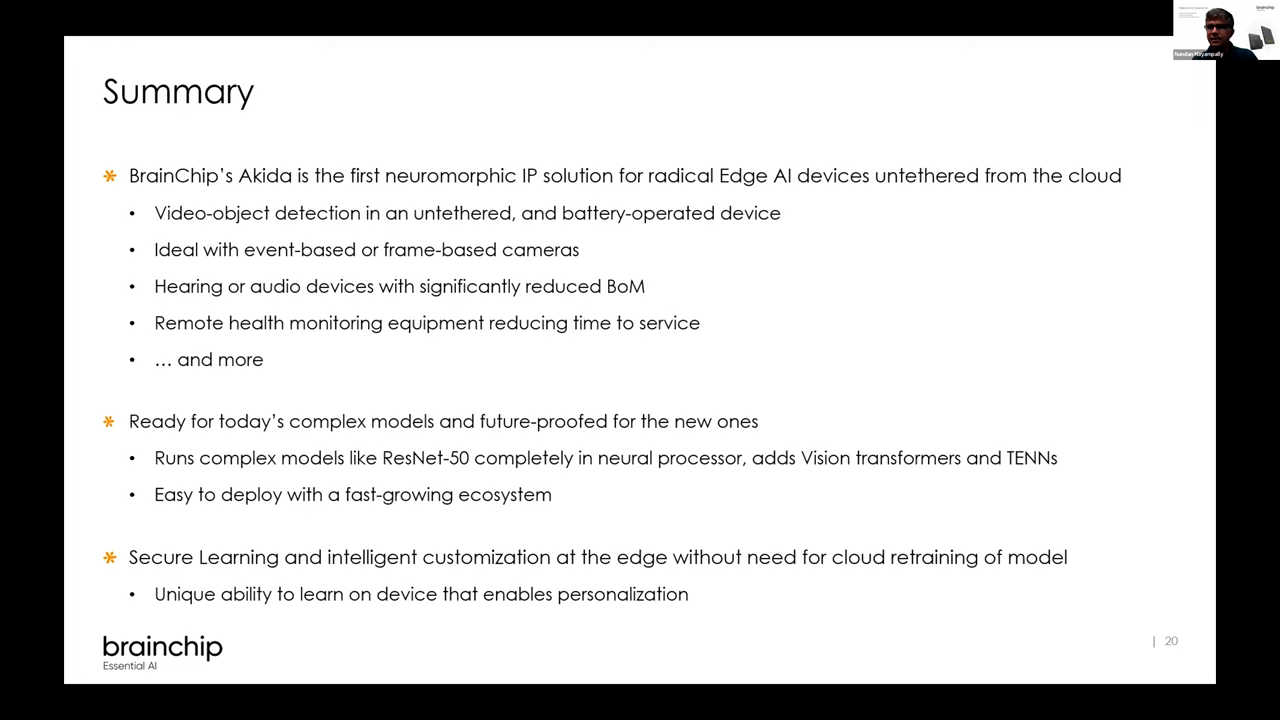 brainchip
Nandan Nayampally
Summary
* BrainChip's Akida is the first neuromorphic IP solution for radical Edge AI devices untethered from the cloud
• Video-object detection in an untethered, and battery-operated device
• Ideal with event-based or frame-based cameras
• Hearing or audio devices with significantly reduced BoM
• Remote health monitoring equipment reducing time to service
• … and more
* Ready for today's complex models and future-proofed for the new ones
• Runs complex models like ResNet-50 completely in neural processor, adds Vision transformers and TENNs
• Easy to deploy with a fast-growing ecosystem
* Secure Learning and intelligent customization at the edge without need for cloud retraining of model
• Unique ability to learn on device that enables personalization
brainchip
Essential AI
| 20